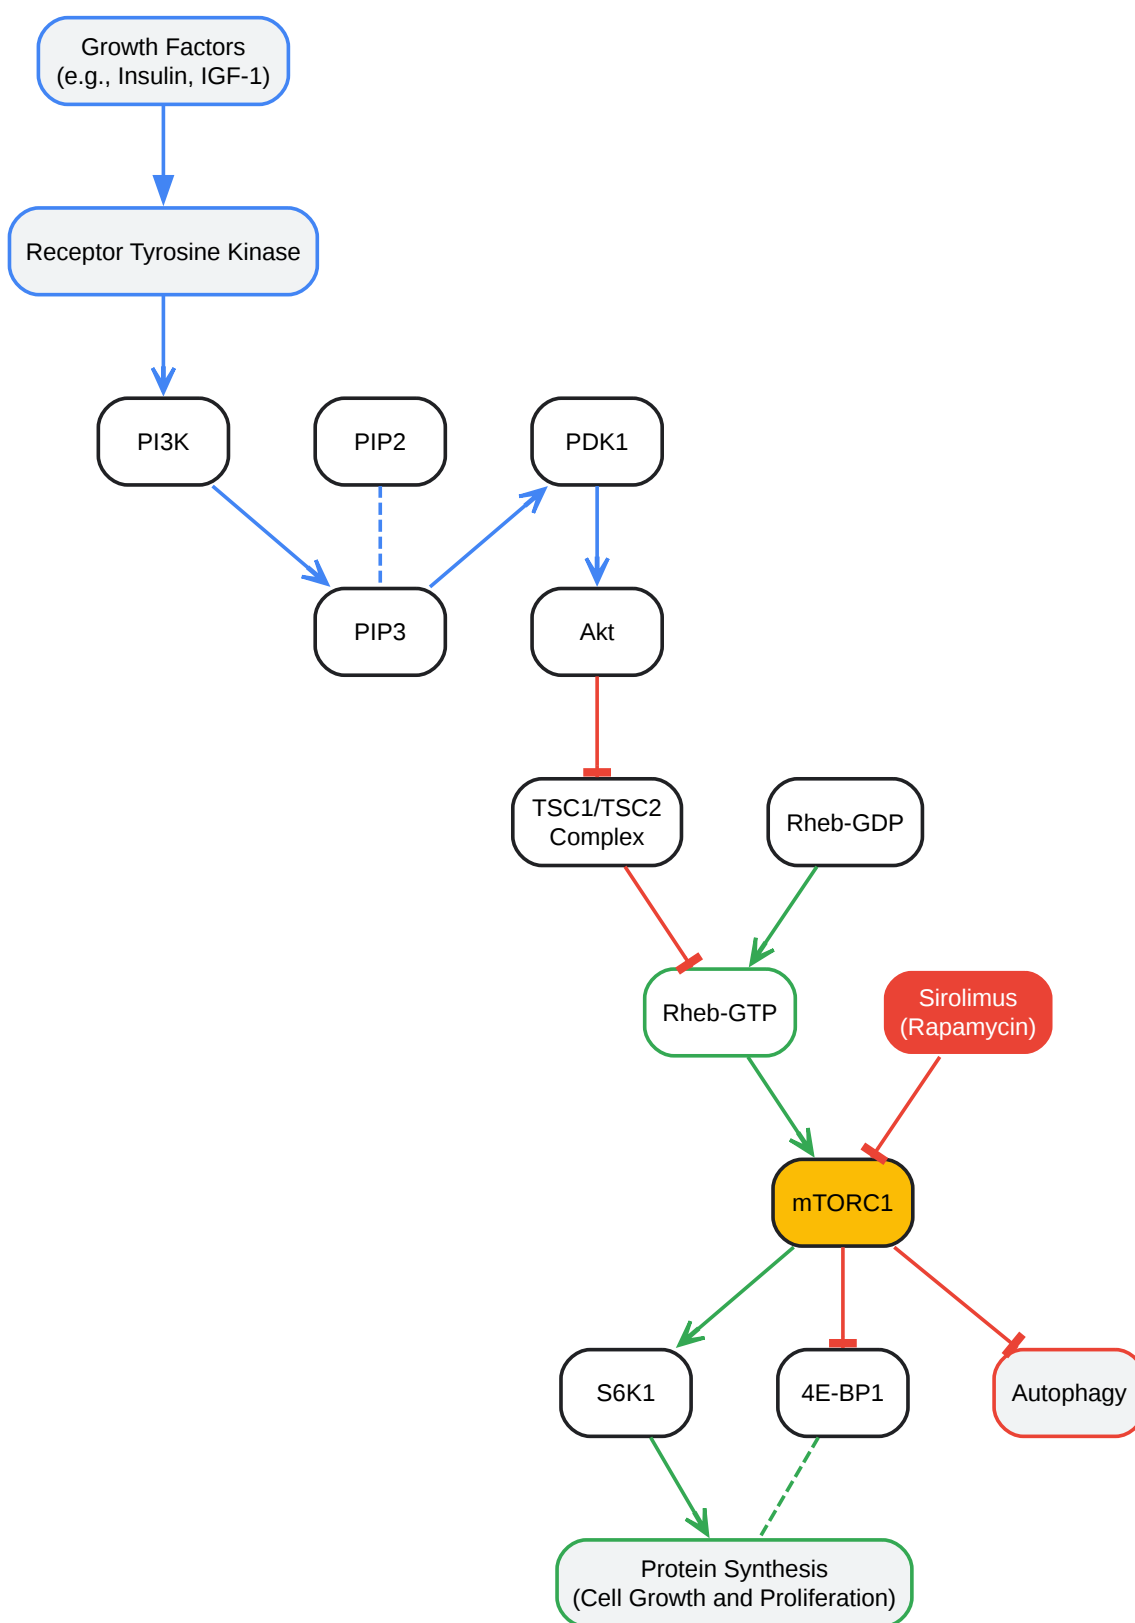 Growth Factors
(e.g., Insulin, IGF-1)
Receptor Tyrosine Kinase
PI3K
PIP2
PDK1
PIP3
Akt
TSC1/TSC2
Complex
Rheb-GDP
Rheb-GTP
Sirolimus
(Rapamycin)
mTORC1
S6K1
4E-BP1
Autophagy
Protein Synthesis
(Cell Growth and Proliferation)